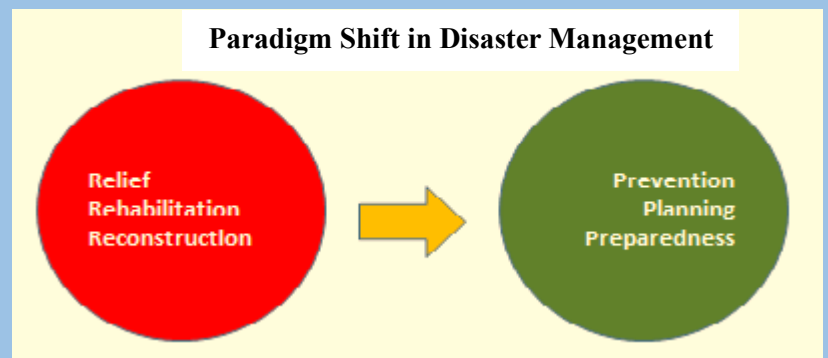 Paradigm Shift in Disaster Management
Relief
Rehabilitation
Reconstruction
Prevention
Planning
Preparedness